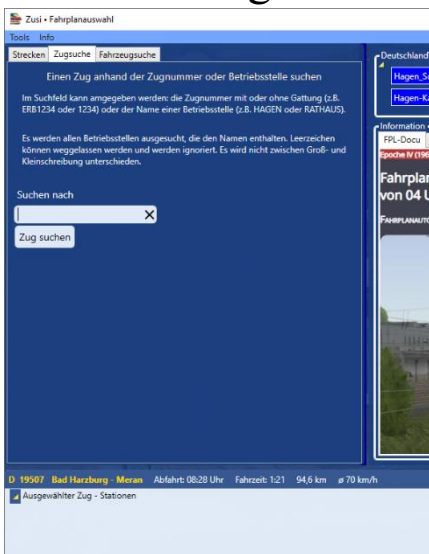 Zusi • Fahrplanauswahl
Tools Info
Strecken Zugsuche Fahrzeugsuche
Einen Zug anhand der Zugnummer oder Betriebsstelle suchen
Im Suchfeld kann amgegeben werden: die Zugnummer mit oder ohne Gattung (z.B.
ERB1234 oder 1234) oder der Name einer Betriebsstelle (z.B. HAGEN oder RATHAUS).
Es werden allen Betriebsstellen ausgesucht, die den Namen enthalten. Leerzeichen
können weggelassen werden und werden ignoriert. Es wird nicht zwischen Groß- und
Kleinschreibung unterschieden.
Suchen nach
Zug suchen
Deutschland
Hagen
Hagen-Ka
Information •
FPL-Docu
Epoche IV (196
Fahrplan
von 04 U
FAHRPLANAUTO
D 19507 Bad Harzburg - Meran Abfahrt: 08:28 Uhr Fahrzeit: 1:21 94,6 km ø 70 km/h
Ausgewählter Zug - Stationen